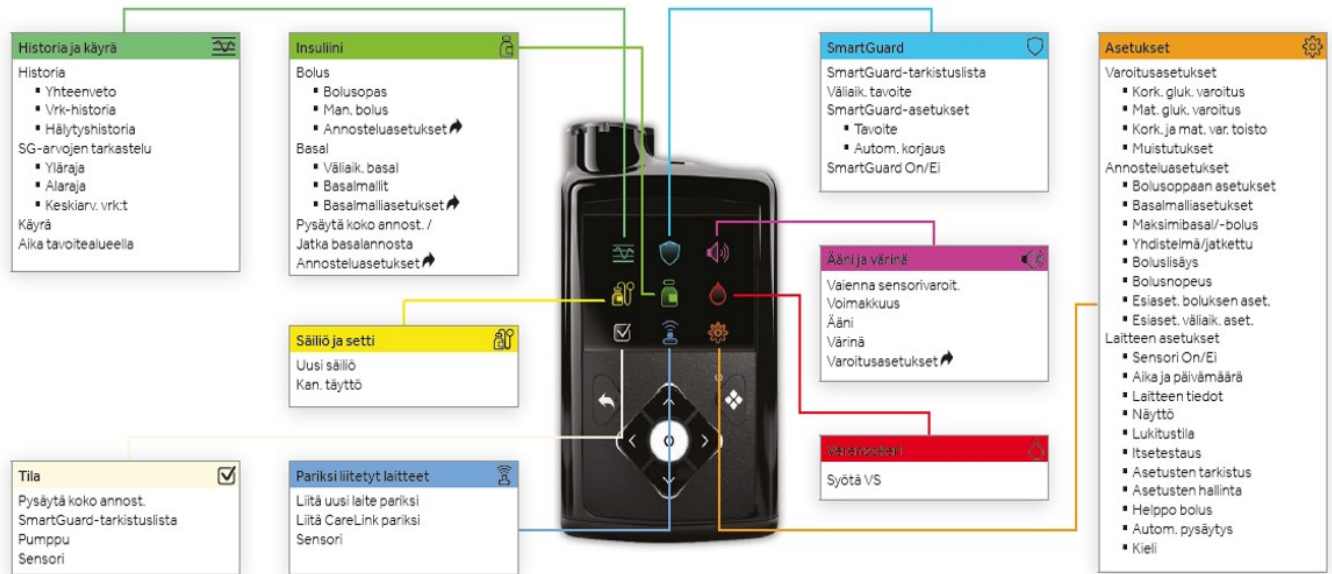 Historia ja käyrä
Historia
▪ Yhteenveto
▪ Vrk-historia
▪ Hälytyshistoria
SG-arvojen tarkastelu
▪ Yläraja
▪ Alaraja
▪ Keskiarv. vrk:t
Käyrä
Aika tavoitealueella
Insuliini
Bolus
▪ Bolusopas
▪ Man. bolus
▪ Annosteluasetukset
Basal
▪ Väliaik. basal
▪ Basalmallit
▪ Basalmalliasetukset
Pysäytä koko annost. /
Jatka basalannosta
Annosteluasetukset
SmartGuard
SmartGuard-tarkistuslista
Väliaik. tavoite
SmartGuard-asetukset
▪ Tavoite
▪ Autom. korjaus
SmartGuard On/Ei
Asetukset
Varoitusasetukset
▪ Kork. gluk. varoitus
▪ Mat. gluk. varoitus
▪ Kork. ja mat. var. toisto
▪ Muistutukset
Annosteluasetukset
▪ Bolusoppaan asetukset
▪ Basalmalliasetukset
▪ Maksimibasal/-bolus
▪ Yhdistelmä/jatkettu
▪ Boluslisäys
▪ Bolusnopeus
▪ Esiaset. boluksen aset.
▪ Esiaset. väliaik. aset.
Laitteen asetukset
▪ Sensori On/Ei
▪ Aika ja päivämäärä
▪ Laitteen tiedot
▪ Näyttö
▪ Lukitustila
▪ Itsetestaus
▪ Asetusten tarkistus
▪ Asetusten hallinta
▪ Helppo bolus
▪ Autom. pysäytys
▪ Kieli
Ääni ja värinä
Vaienna sensorivaroit.
Voimakkuus
Ääni
Värinä
Varoitusasetukset
Säiliö ja setti
Uusi säiliö
Kan. täyttö
Tila
Pysäytä koko annost.
SmartGuard-tarkistuslista
Pumppu
Sensori
Pariksi liitetyt laitteet
Liitä uusi laite pariksi
Liitä CareLink pariksi
Sensori
Verensokeri
Syötä VS